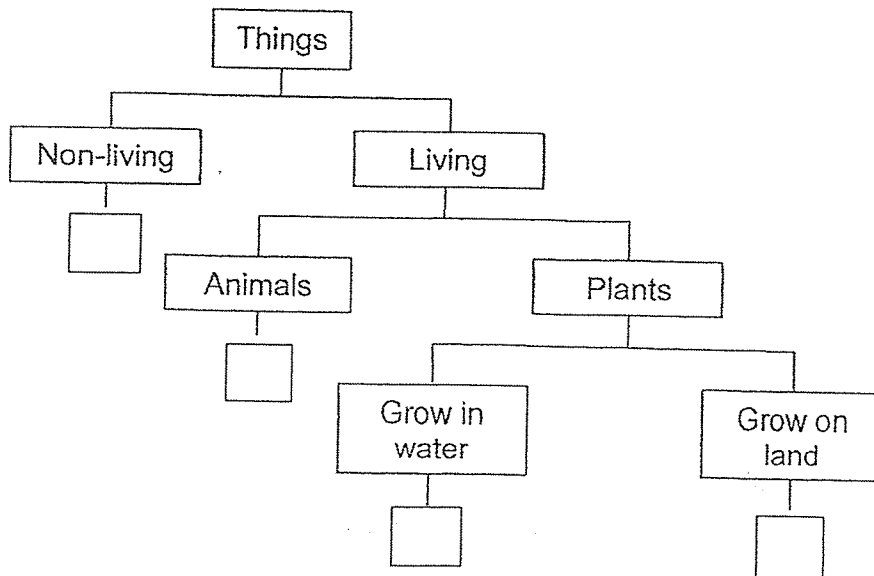 Things
Non-living
Living
Animals
Plants
Grow in
water
Grow on
land